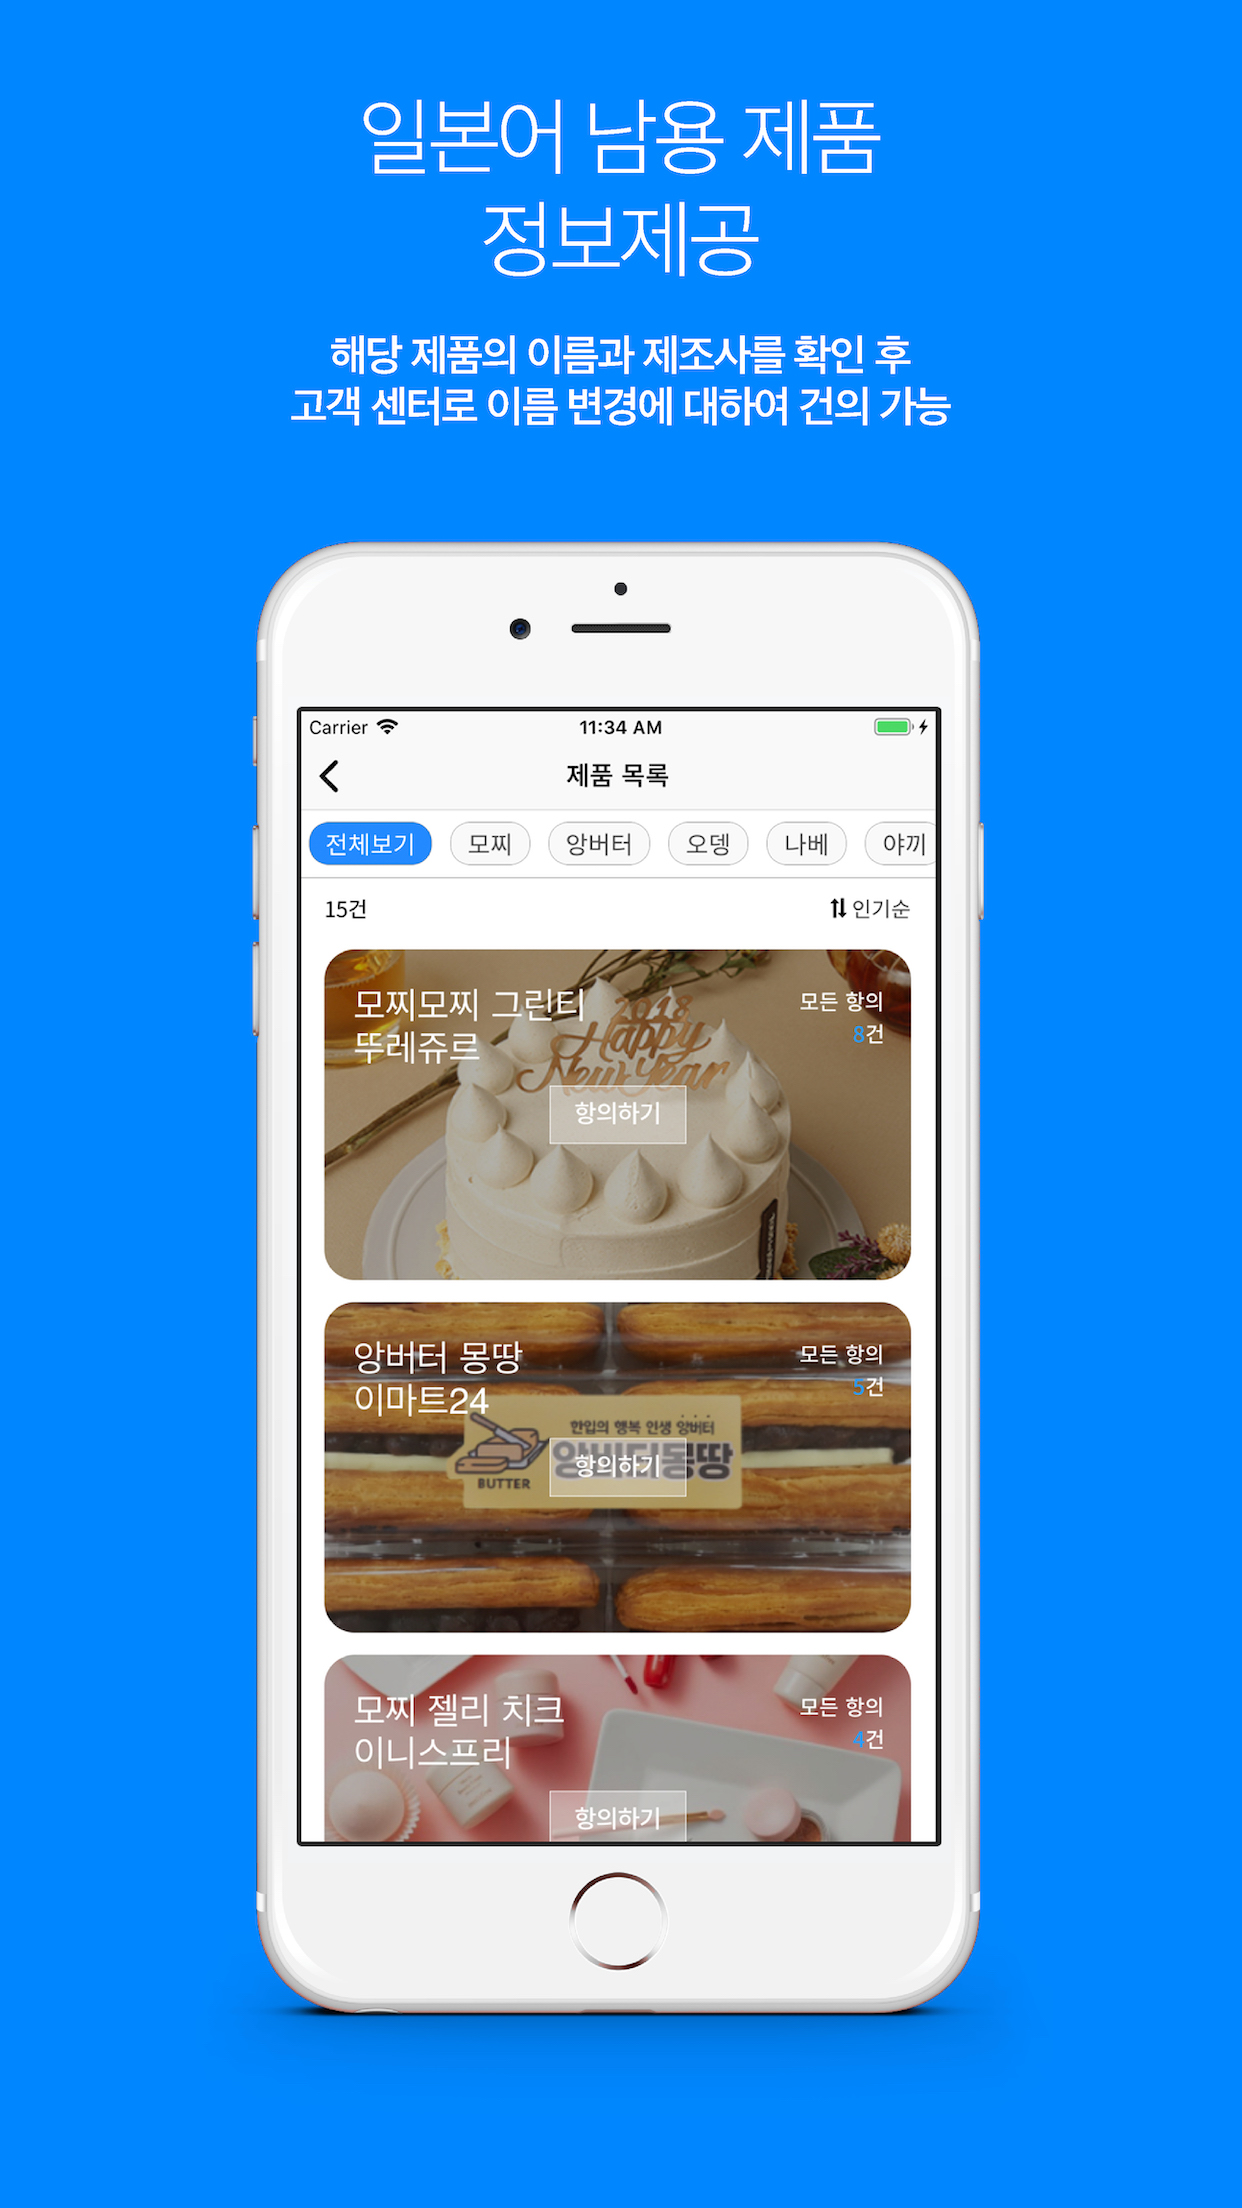 일본어 남용 제품
정보제공
해당 제품의 이름과 제조사를 확인 후
고객 센터로 이름 변경에 대하여 건의 가능
Carrier 11:34 AM
제품 목록
전체보기 모찌 앙버터 오뎅 나베 야끼
15건 인기순
모찌모찌 그린티
뚜레쥬르
모든 항의
8건
2018
Happy
New Year
항의하기
앙버터 몽땅
이마트24
모든 항의
5건
한입의 행복 인생 앙버터
앙버터몽땅
BUTTER
항의하기
모찌 젤리 치크
이니스프리
모든 항의
4건
항의하기